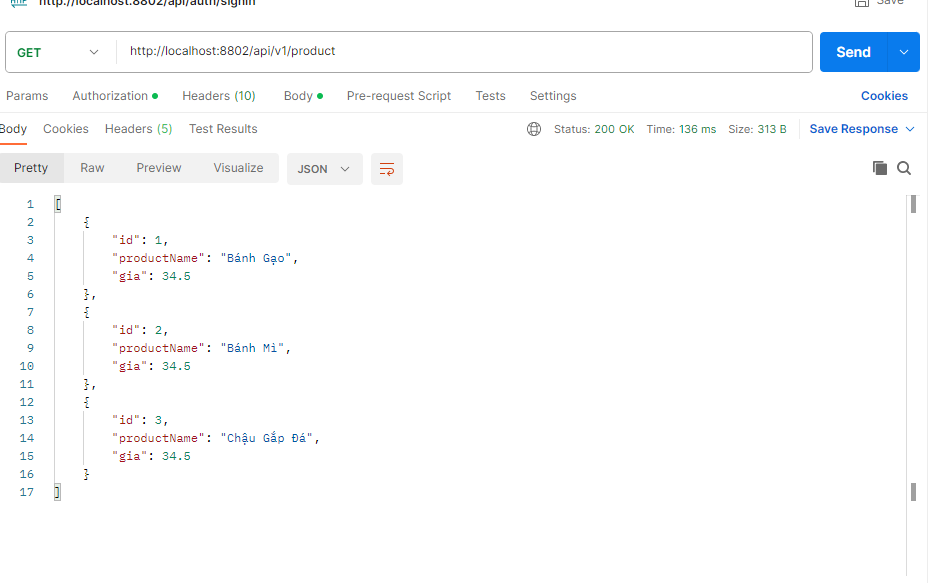 http://localhost:8802/api/auth/signin
Save
GET
http://localhost:8802/api/v1/product
Send
Params Authorization Headers (10) Body Pre-request Script Tests Settings Cookies
Body Cookies Headers (5) Test Results Status: 200 OK Time: 136 ms Size: 313 B Save Response
Pretty Raw Preview Visualize JSON
1 [
2 {
3 "id": 1,
4 "productName": "Bánh Gạo",
5 "gia": 34.5
6 },
7 {
8 "id": 2,
9 "productName": "Bánh Mì",
10 "gia": 34.5
11 },
12 {
13 "id": 3,
14 "productName": "Chậu Gắp Đá",
15 "gia": 34.5
16 }
17 ]